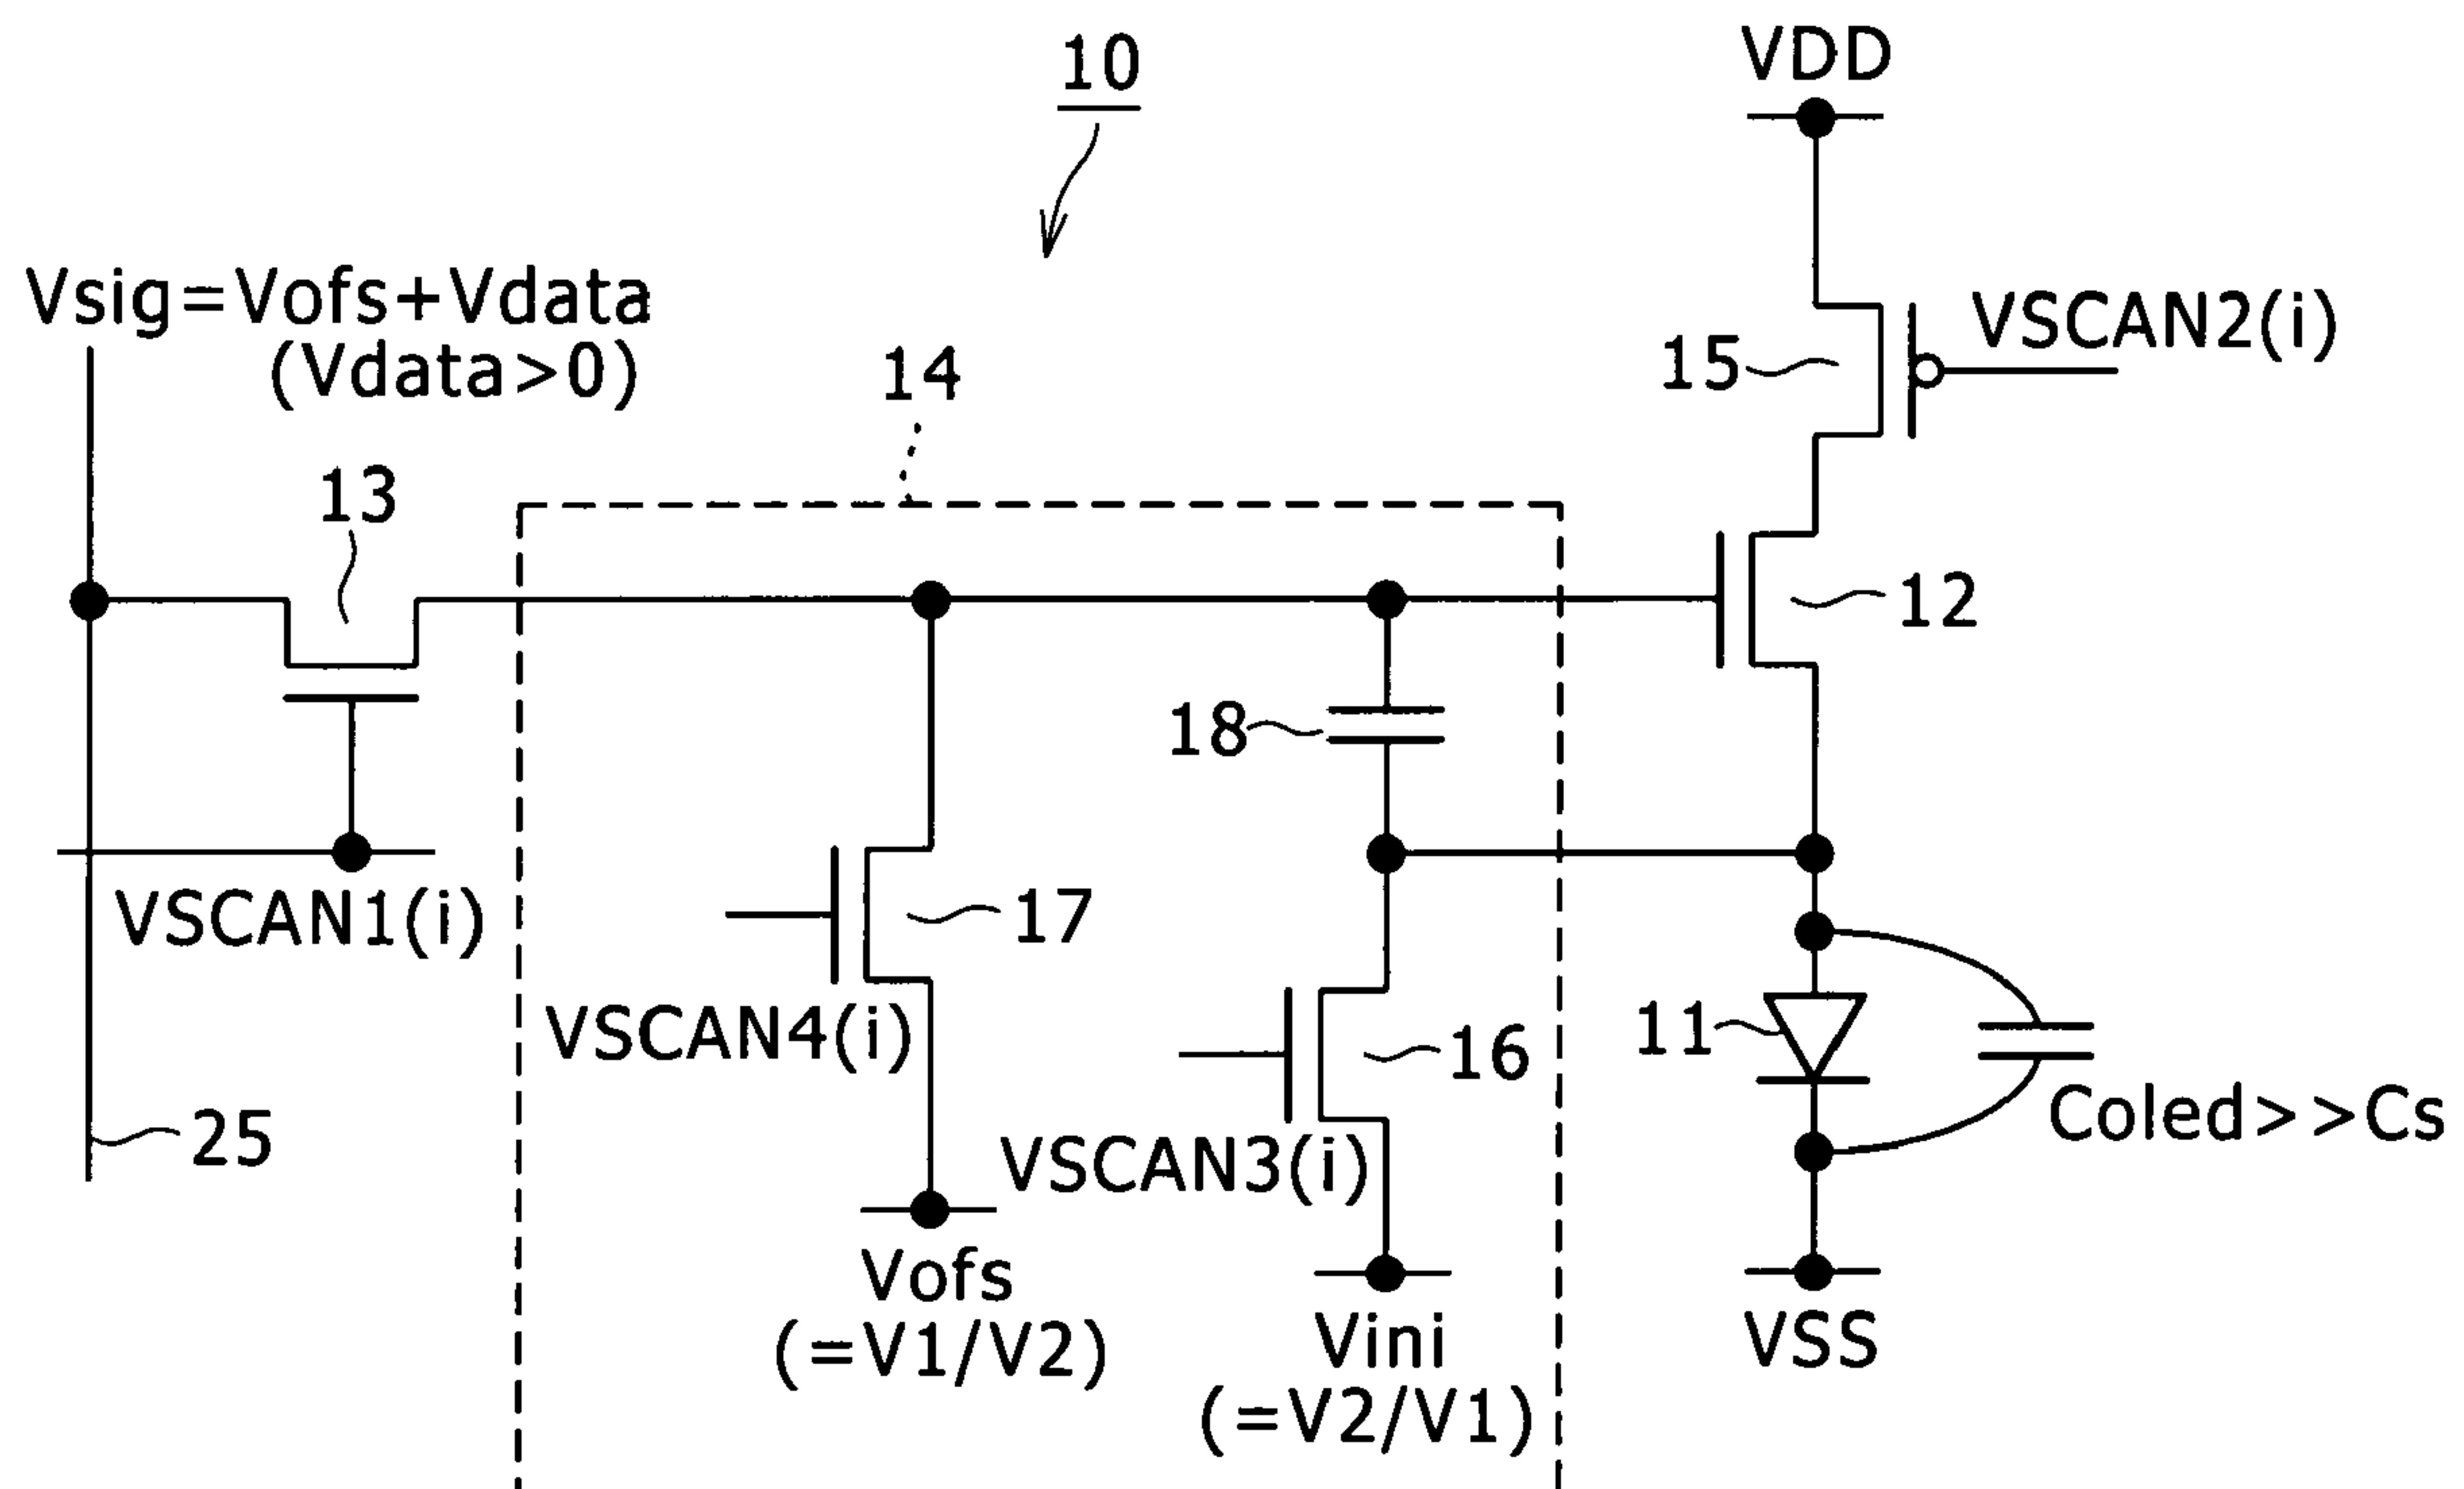 10
VDD
Vsig=Vofs+Vdata
(Vdata>0)
14
15
VSCAN2(i)
13
12
18
VSCAN1(i)
17
VSCAN4(i)
11
16
Coled>>Cs
25
VSCAN3(i)
Vofs
(=V1/V2)
Vini
(=V2/V1)
VSS